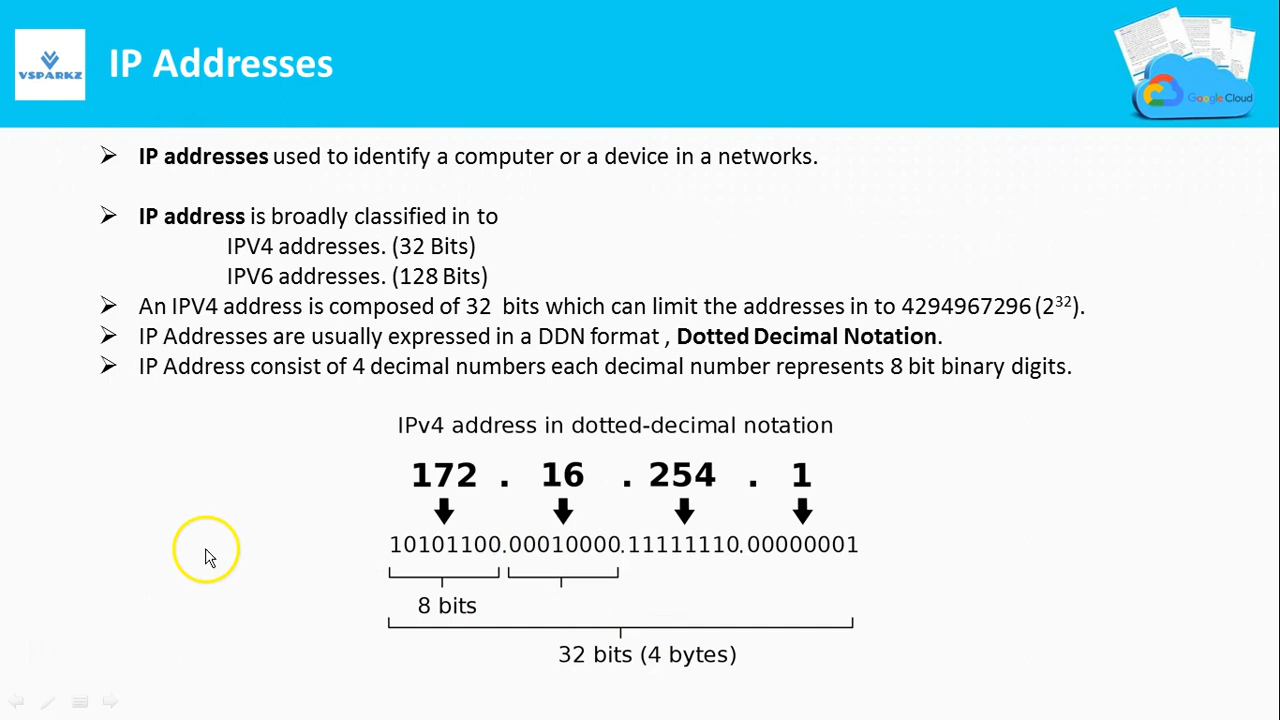 VSPARKZ
IP Addresses
Google Cloud
IP addresses used to identify a computer or a device in a networks.
IP address is broadly classified in to
IPV4 addresses. (32 Bits)
IPV6 addresses. (128 Bits)
An IPV4 address is composed of 32 bits which can limit the addresses in to 4294967296 (2³²).
IP Addresses are usually expressed in a DDN format , Dotted Decimal Notation.
IP Address consist of 4 decimal numbers each decimal number represents 8 bit binary digits.
IPv4 address in dotted-decimal notation
172 . 16 . 254 . 1
10101100.00010000.11111110.00000001
8 bits
32 bits (4 bytes)